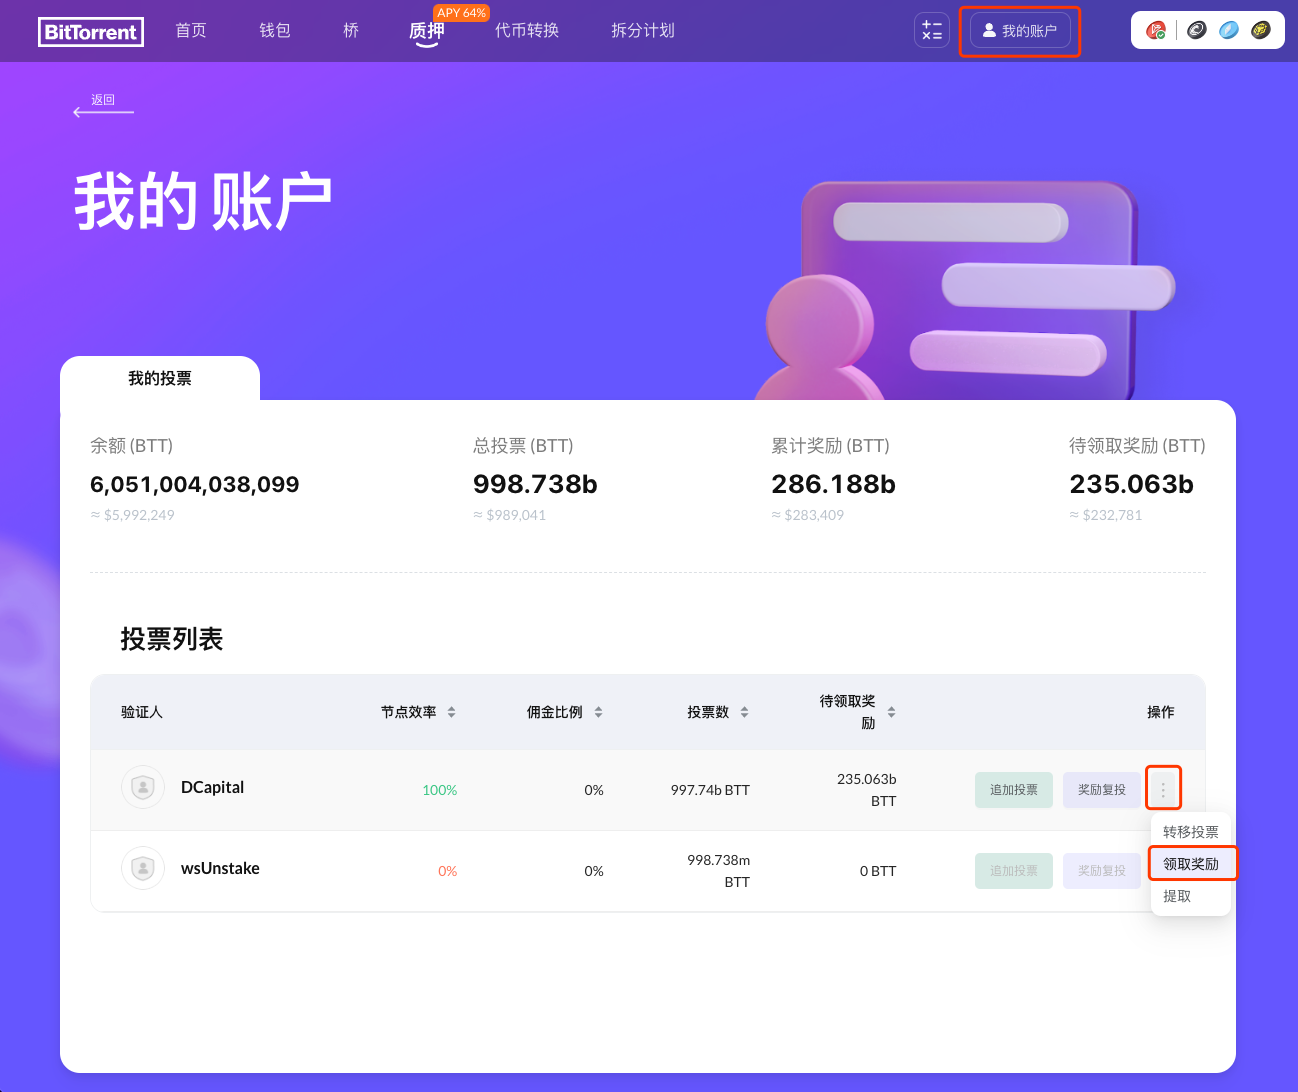 BitTorrent
首页
钱包
桥
质押
APY 64%
代币转换
拆分计划
我的账户
返回
我的账户
我的投票
余额 (BTT)
6,051,004,038,099
≈ $5,992,249
总投票 (BTT)
998.738b
≈ $989,041
累计奖励 (BTT)
286.188b
≈ $283,409
待领取奖励 (BTT)
235.063b
≈ $232,781
投票列表
验证人
节点效率
佣金比例
投票数
待领取奖
励
操作
DCapital
100%
0%
997.74b BTT
235.063b
BTT
追加投票
奖励复投
wsUnstake
0%
0%
998.738m
BTT
0 BTT
追加投票
奖励复投
转移投票
领取奖励
提取